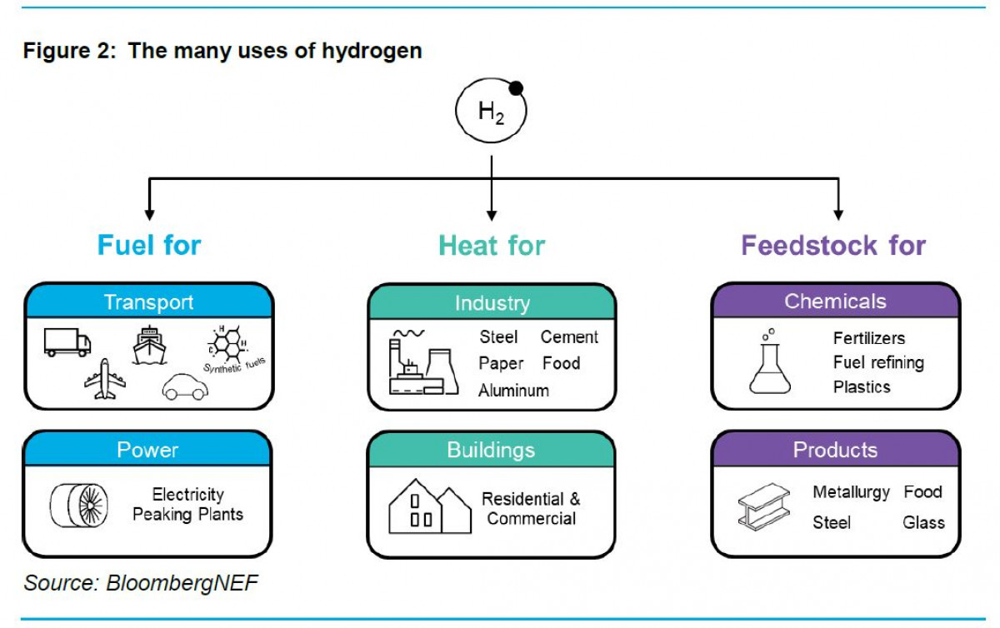 Figure 2: The many uses of hydrogen
H₂
Fuel for
Heat for
Feedstock for
Transport
C H H
Synthetic fuels
Industry
Steel Cement
Paper Food
Aluminum
Chemicals
Fertilizers
Fuel refining
Plastics
Power
Electricity
Peaking Plants
Buildings
Residential &
Commercial
Products
Metallurgy Food
Steel Glass
Source: BloombergNEF